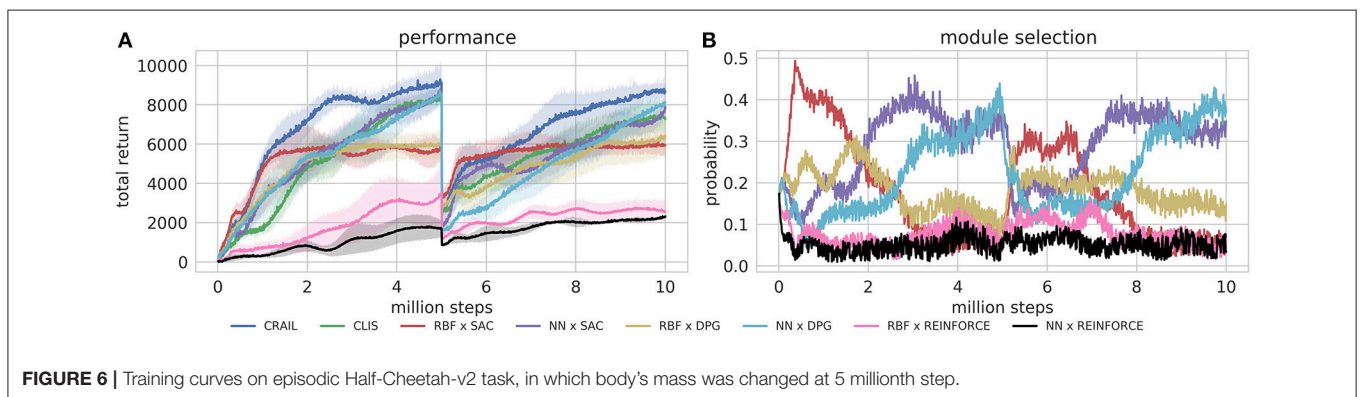 A
performance
10000
8000
6000
4000
2000
0
total return
0 2 4 6 8 10
million steps
B
module selection
0.5
0.4
0.3
0.2
0.1
0.0
probability
0 2 4 6 8 10
million steps
CRAIL CLIS RBF x SAC NN x SAC RBF x DPG NN x DPG RBF x REINFORCE NN x REINFORCE
FIGURE 6 | Training curves on episodic Half-Cheetah-v2 task, in which body's mass was changed at 5 millionth step.